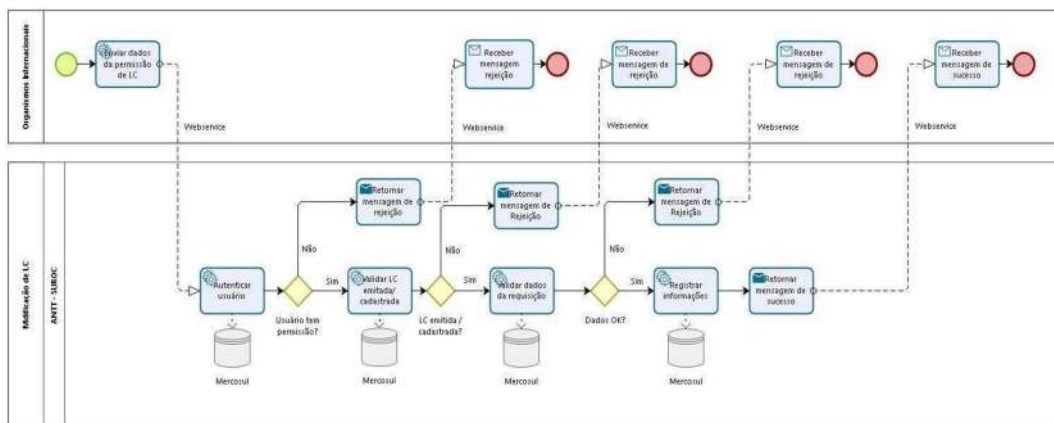 Organismos Internacionais
Enviar dados
da permissão
de LC
Receber
mensagem
rejeição
Receber
mensagem de
rejeição
Receber
mensagem de
rejeição
Receber
mensagem de
sucesso
Webservice
Webservice
Webservice
Webservice
Webservice
Modificação de LC
ANTT - SUROC
Retornar
mensagem de
rejeição
Retornar
mensagem de
Rejeição
Retornar
mensagem de
Rejeição
Não
Não
Não
Autenticar
usuário
Sim
Validar LC
emitada/
cadastrada
Sim
Validar dados
da requisição
Sim
Registrar
informações
Retornar
mensagem de
sucesso
Usuário tem
permissão?
LC emitida /
cadastrada?
Dados OK?
Mercosul
Mercosul
Mercosul
Mercosul